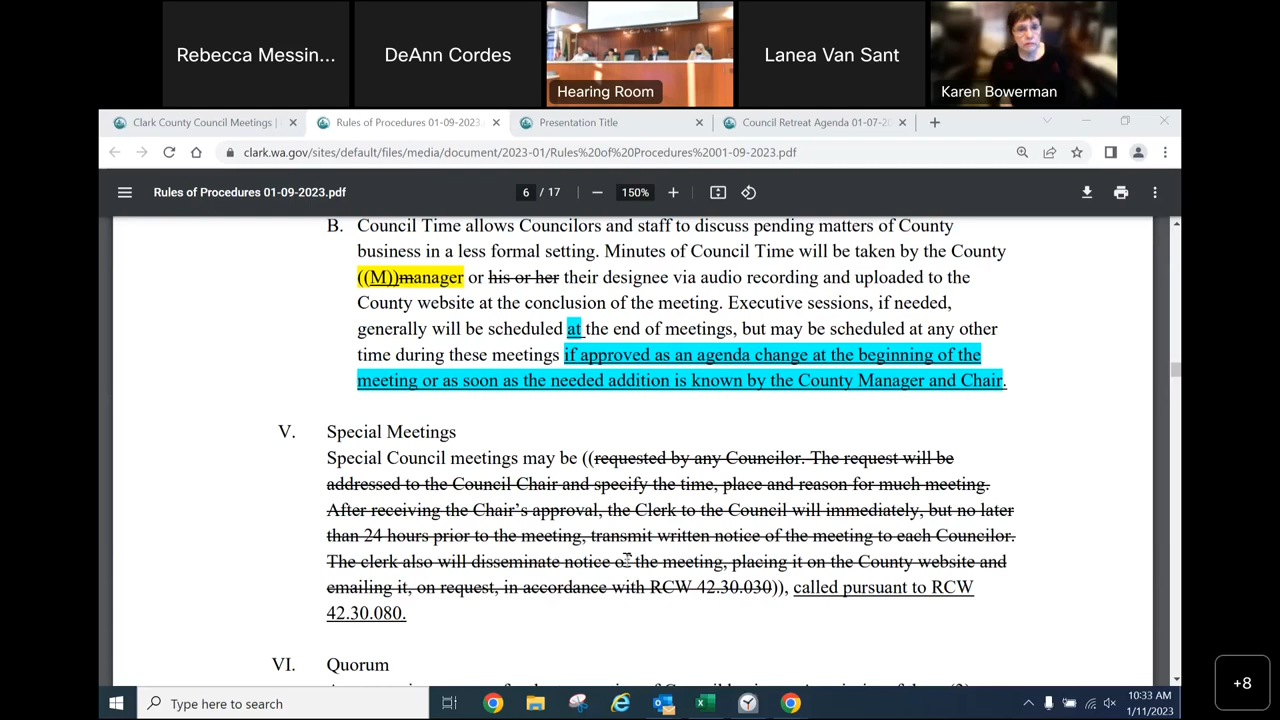 Rebecca Messin...
DeAnn Cordes
Hearing Room
Lanea Van Sant
Karen Bowerman
Clark County Council Meetings |
Rules of Procedures 01-09-2023.
Presentation Title
Council Retreat Agenda 01-07-20
clark.wa.gov/sites/default/files/media/document/2023-01/Rules%20of%20Procedures%2001-09-2023.pdf
Rules of Procedures 01-09-2023.pdf
6 / 17
150%
B. Council Time allows Councilors and staff to discuss pending matters of County
business in a less formal setting. Minutes of Council Time will be taken by the County
((M))manager or his or her their designee via audio recording and uploaded to the
County website at the conclusion of the meeting. Executive sessions, if needed,
generally will be scheduled at the end of meetings, but may be scheduled at any other
time during these meetings if approved as an agenda change at the beginning of the
meeting or as soon as the needed addition is known by the County Manager and Chair.
V. Special Meetings
Special Council meetings may be ((requested by any Councilor. The request will be
addressed to the Council Chair and specify the time, place and reason for much meeting.
After receiving the Chair's approval, the Clerk to the Council will immediately, but no later
than 24 hours prior to the meeting, transmit written notice of the meeting to each Councilor.
The clerk also will disseminate notice of the meeting, placing it on the County website and
emailing it, on request, in accordance with RCW 42.30.030)), called pursuant to RCW
42.30.080.
VI. Quorum
Type here to search
10:33 AM
1/11/2023
+8